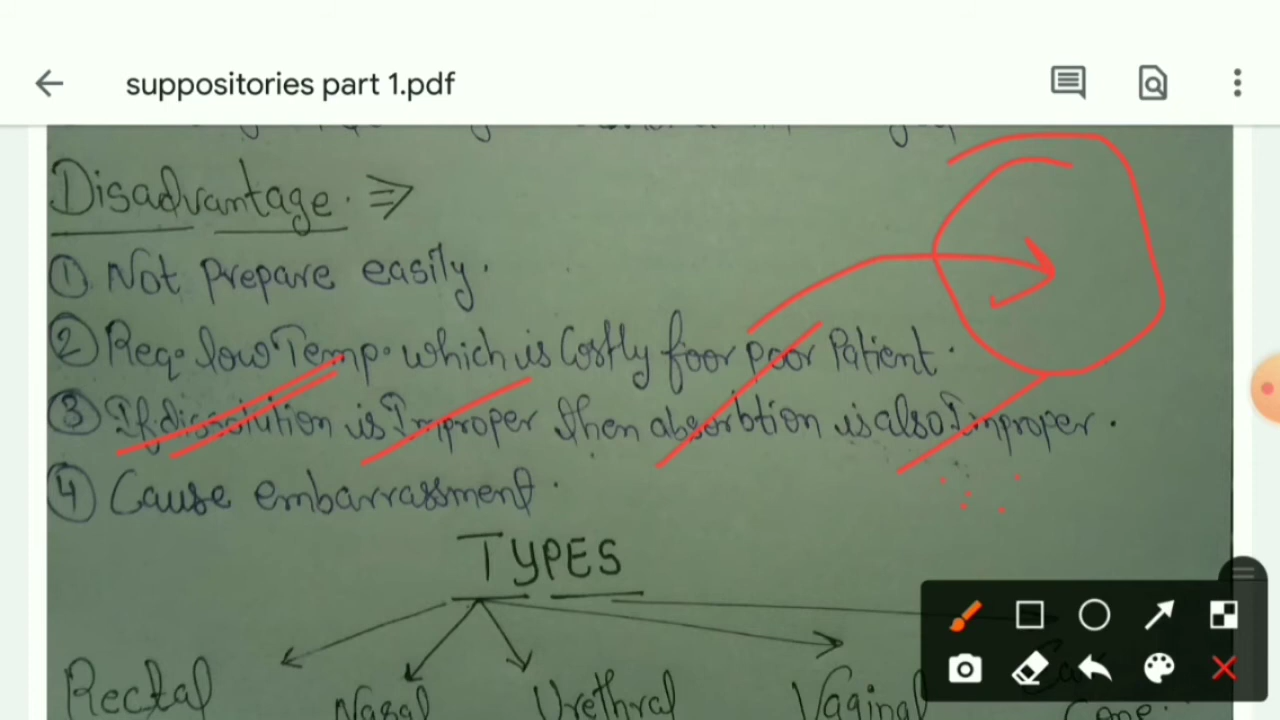 suppositories part 1.pdf
Disadvantage. ⇒
① Not Prepare easily.
② Req. low Temp. which is Costly foor poor Patient.
③ If dissolution is Improper then absorbtion is also Improper.
④ Cause embarrassment.
TYPES
Rectal Nasal Urethral Vaginal
Cone.